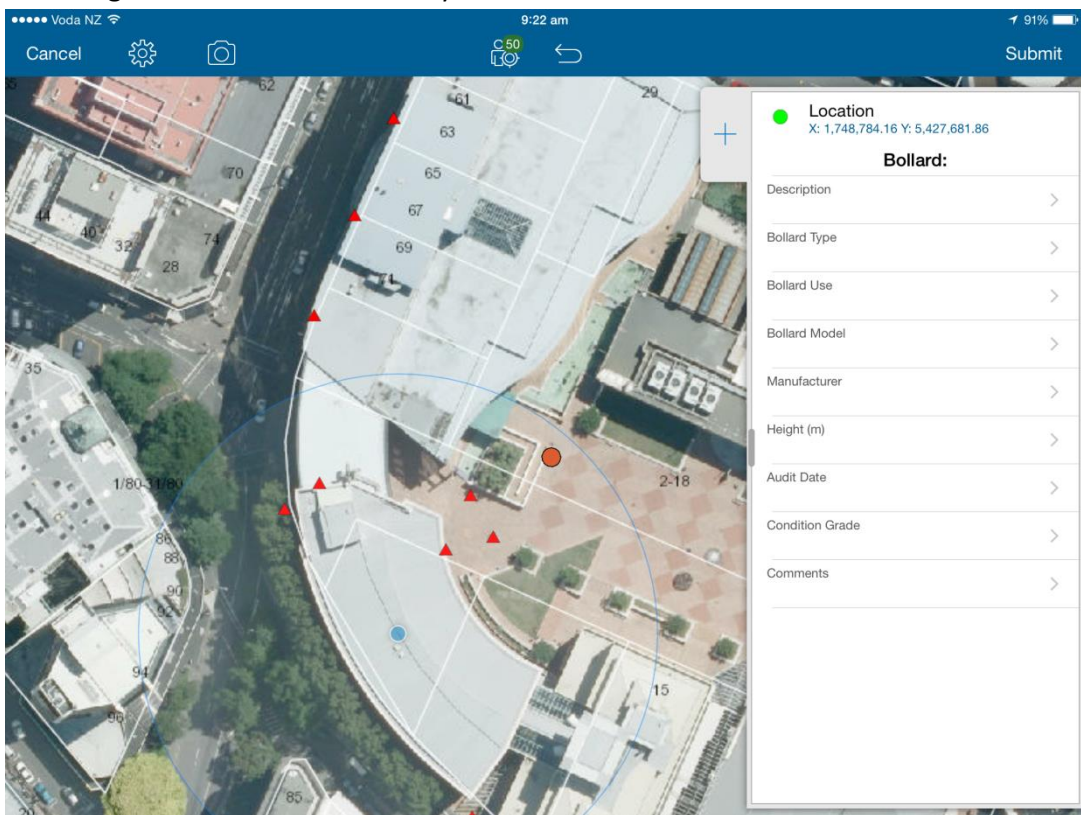 Voda NZ 9:22 am 91%
Cancel C 50 Submit
62
61
29
63
65
70
67
44
40
32
74
28
69
71
35
1/80-31/80
2-18
86
88
90
92
94
96
15
85
Location
X: 1,748,784.16 Y: 5,427,681.86
Bollard:
Description
Bollard Type
Bollard Use
Bollard Model
Manufacturer
Height (m)
Audit Date
Condition Grade
Comments